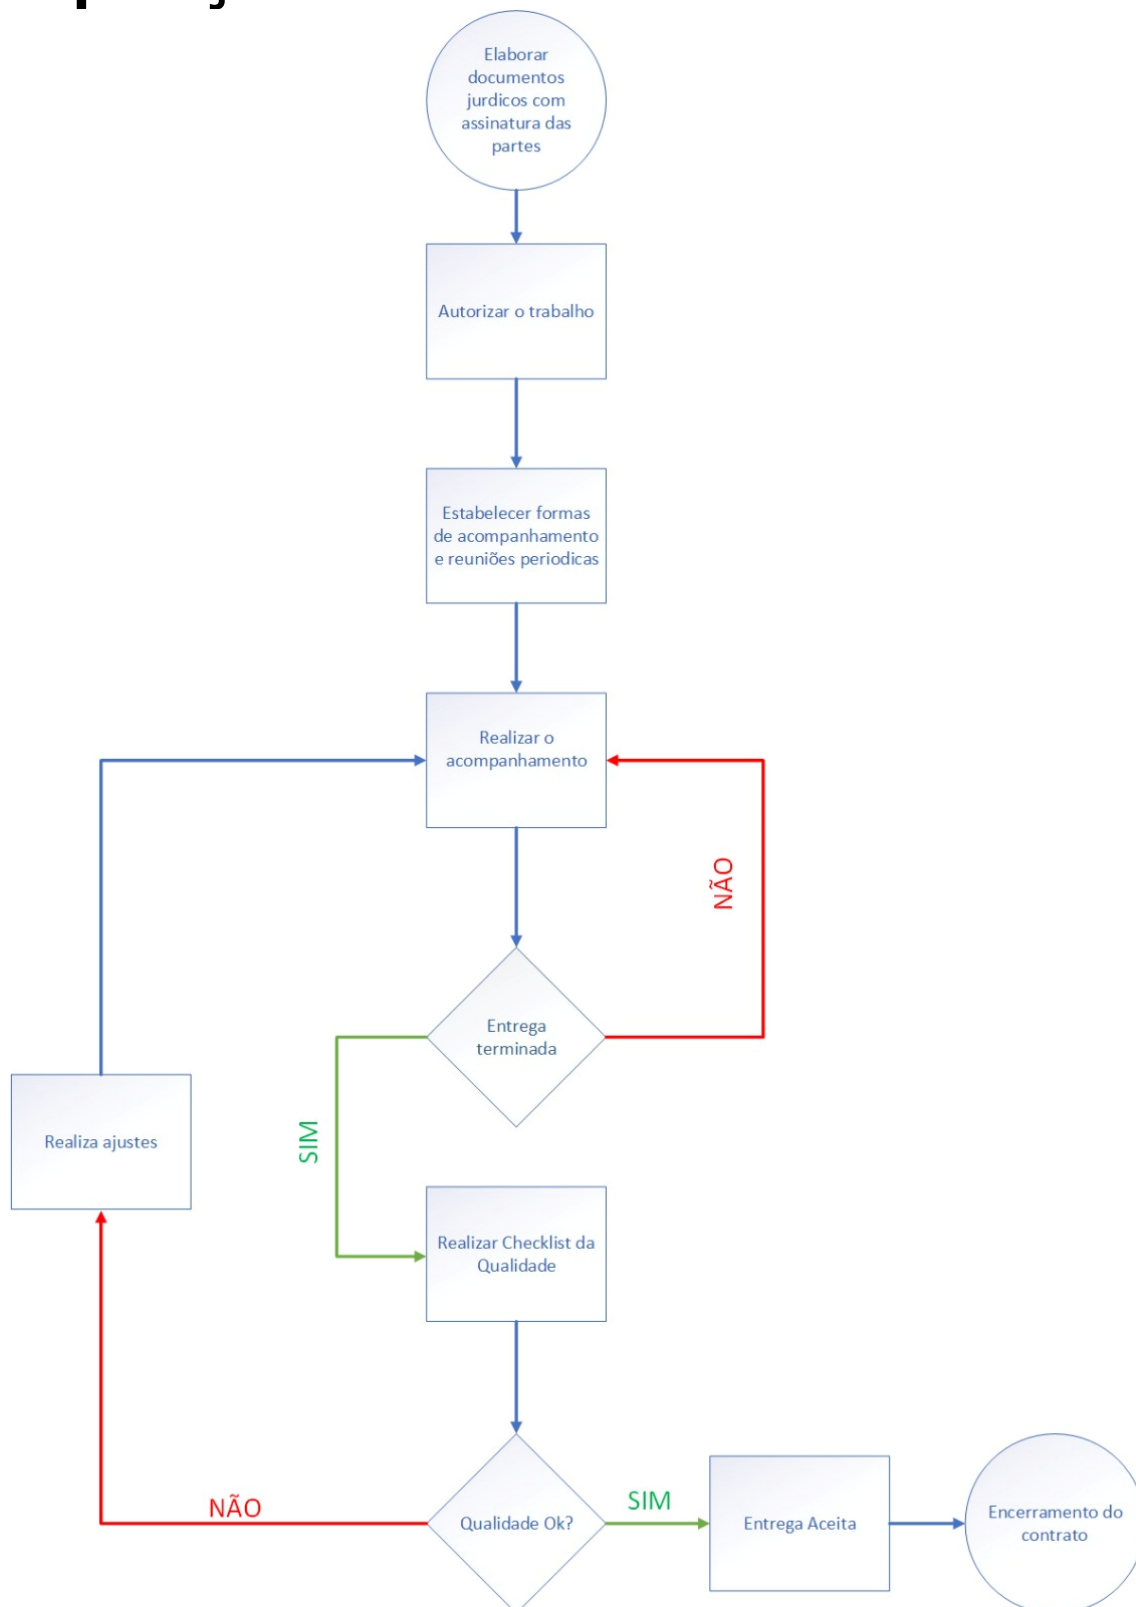 Elaborar
documentos
jurdicos com
assinatura das
partes
Autorizar o trabalho
Estabelecer formas
de acompanhamento
e reuniões periodicas
Realizar o
acompanhamento
NÃO
Entrega
terminada
SIM
Realiza ajustes
Realizar Checklist da
Qualidade
NÃO
Qualidade Ok?
SIM
Entrega Aceita
Encerramento do
contrato